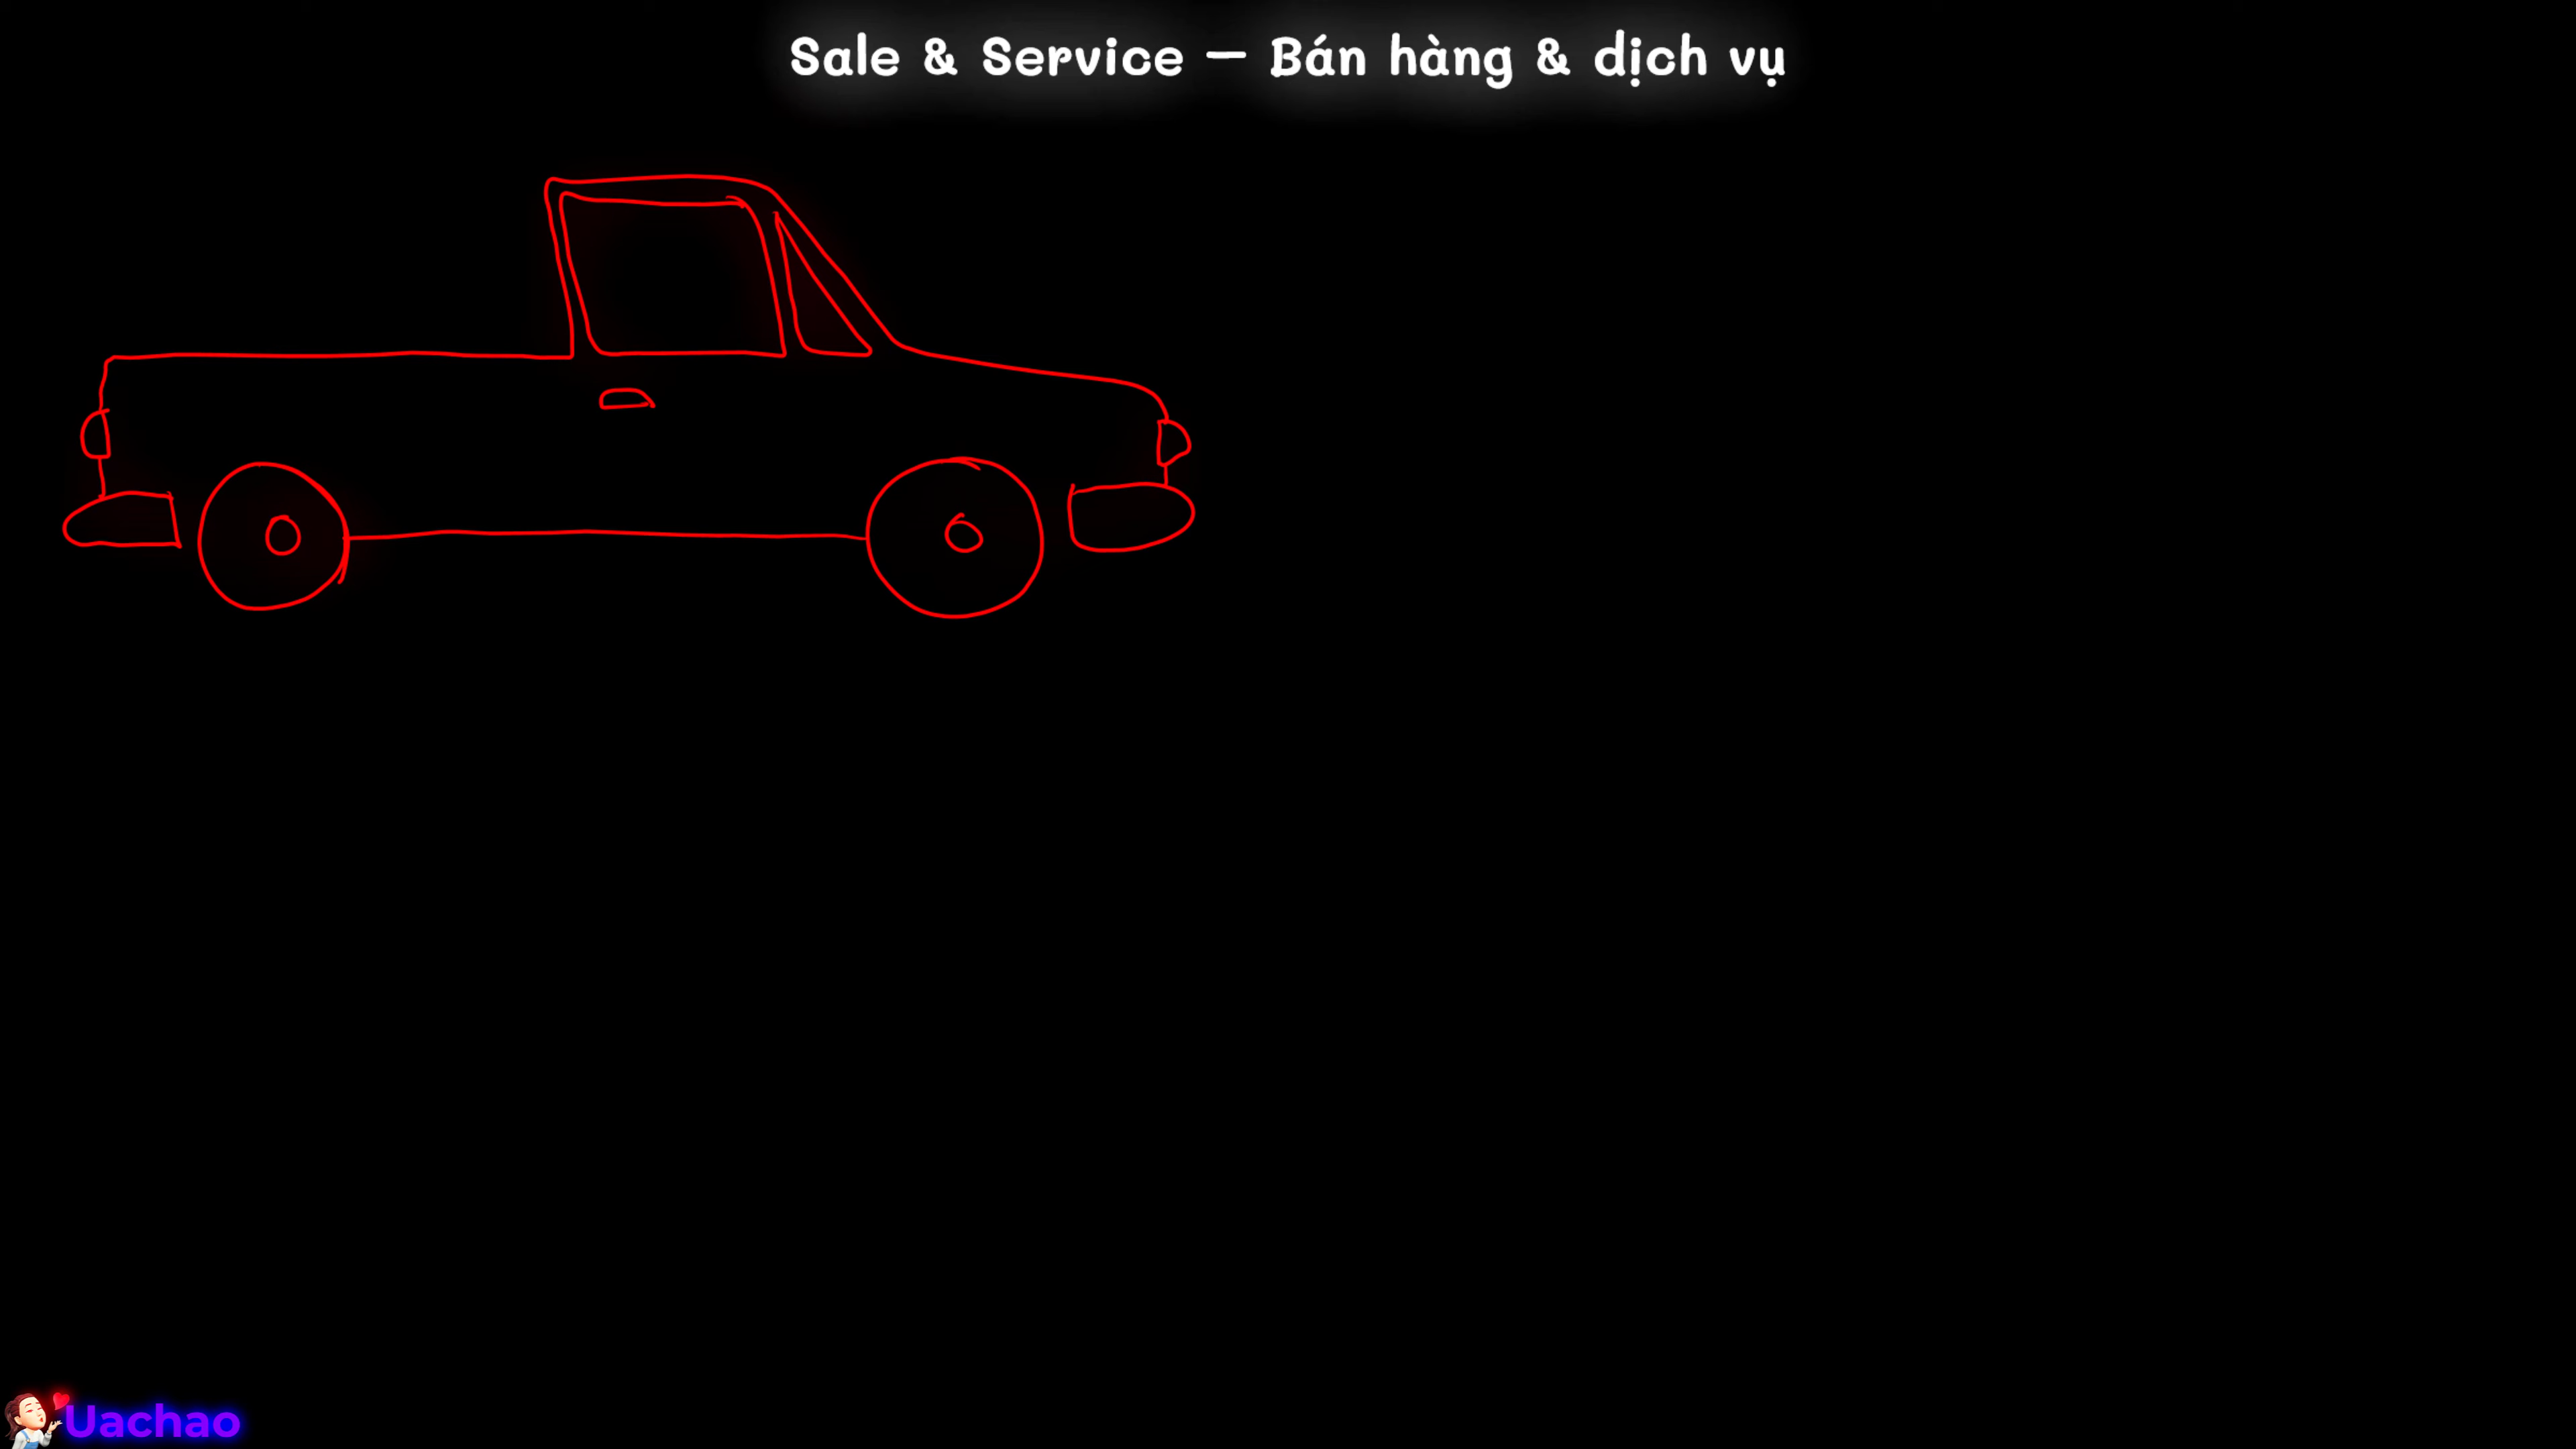 Sale & Service — Bán hàng & dịch vụ
Uachao